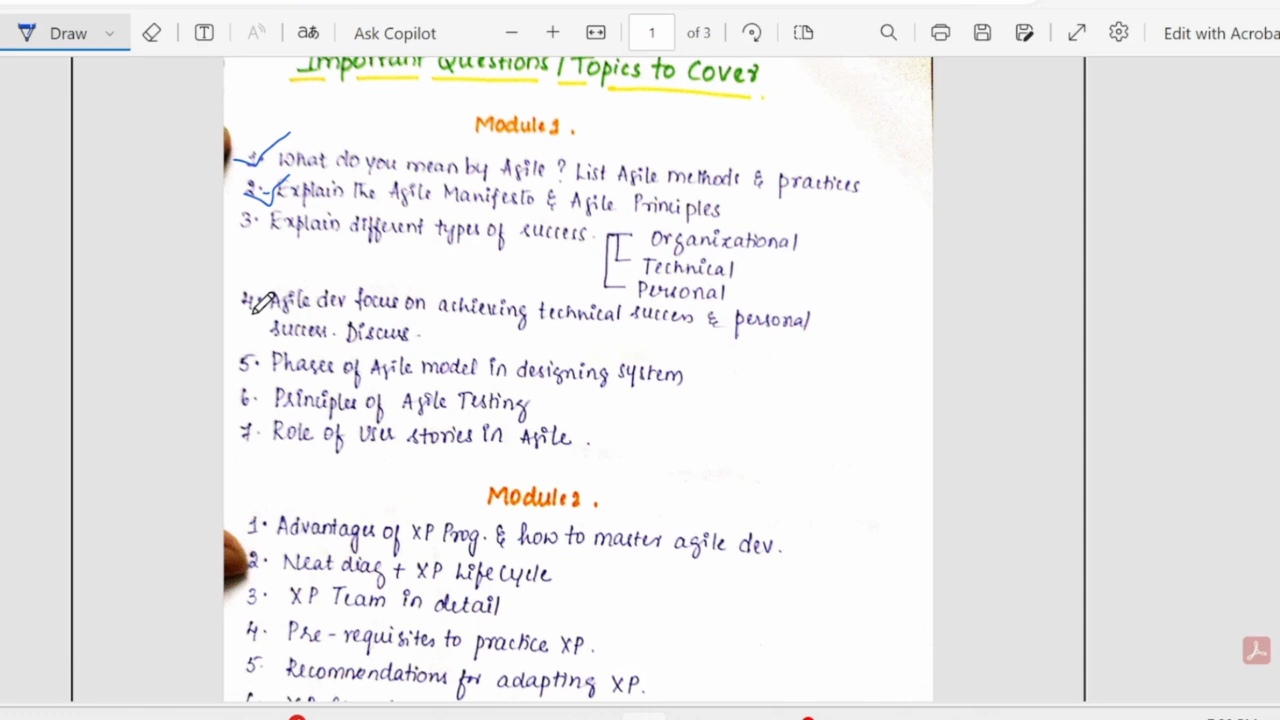 Draw
aあ
Ask Copilot
1
of 3
Edit with Acroba
Important Questions / Topics to Cover
Module 1 .
1. What do you mean by Agile ? List Agile methods & practices
2. Explain the Agile Manifesto & Agile Principles
3. Explain different types of success.
Organizational
Technical
Personal
4. Agile dev focus on achieving technical success & personal
success. Discuss.
5. Phases of Agile model in designing system
6. Principles of Agile Testing
7. Role of User stories in Agile .
Module 2 .
1. Advantages of XP Prog. & how to master agile dev.
2. Neat diag + XP Life Cycle
3. XP Team in detail
4. Pre-requisites to practice XP.
5. Recomnendations for adapting XP.